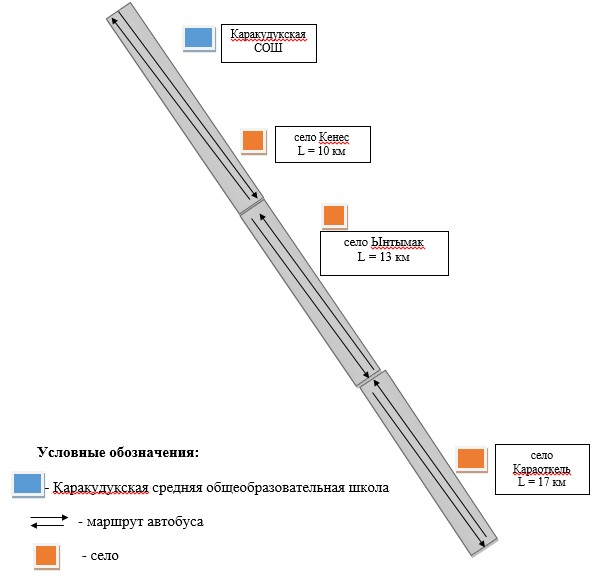 Каракудукская
СОШ
село Кенес
L = 10 км
село Ынтымак
L = 13 км
село
Караоткель
L = 17 км
Условные обозначения:
- Каракудукская средняя общеобразовательная школа
- маршрут автобуса
- село